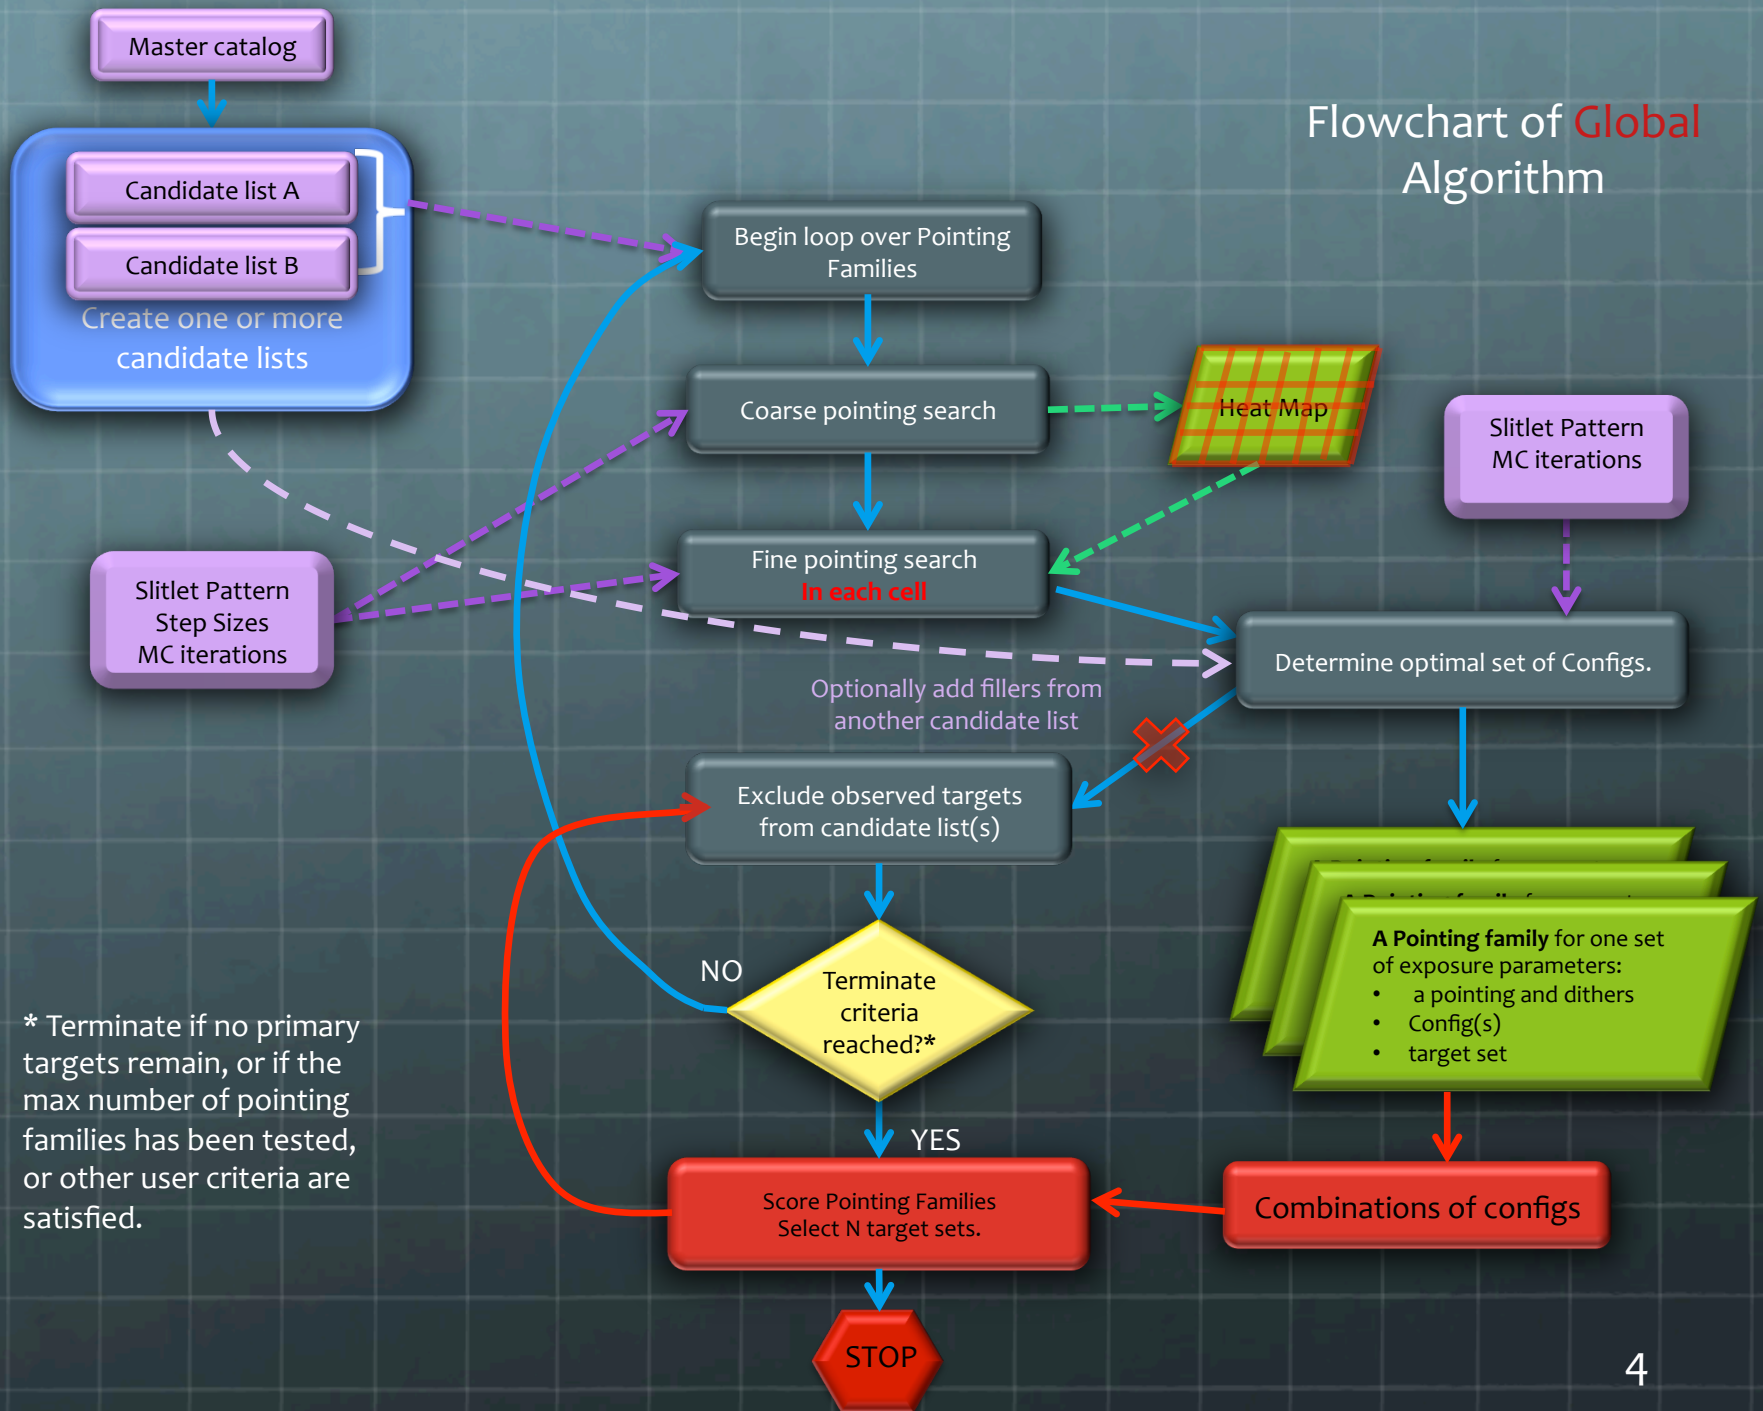 Master catalog
Flowchart of Global
Algorithm
Candidate list A
Candidate list B
Create one or more
candidate lists
Begin loop over Pointing
Families
Coarse pointing search
Heat Map
Slitlet Pattern
MC iterations
Fine pointing search
In each cell
Slitlet Pattern
Step Sizes
MC iterations
Determine optimal set of Configs.
Optionally add fillers from
another candidate list
Exclude observed targets
from candidate list(s)
A Pointing family for one set
of exposure parameters:
• a pointing and dithers
• Config(s)
• target set
NO
Terminate
criteria
reached?*
* Terminate if no primary
targets remain, or if the
max number of pointing
families has been tested,
or other user criteria are
satisfied.
YES
Score Pointing Families
Select N target sets.
Combinations of configs
STOP
4